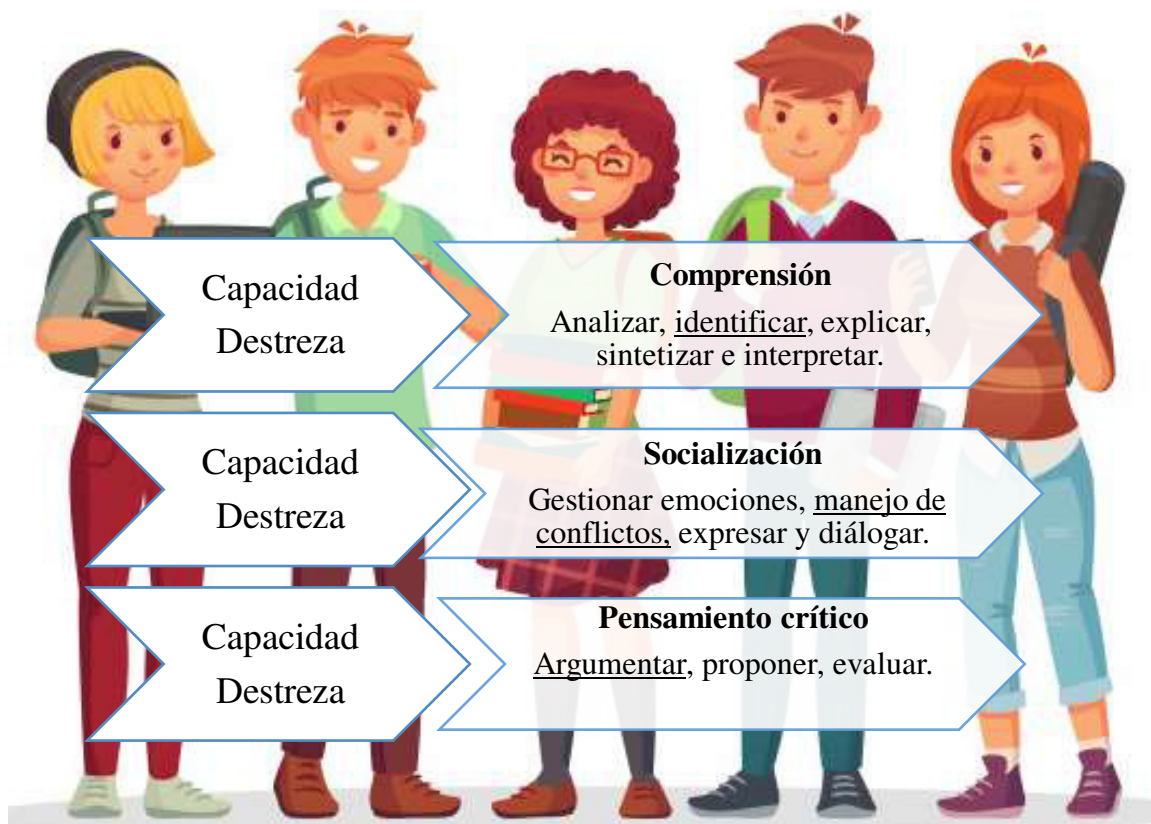 Capacidad
Destreza
Comprensión
Analizar, identificar, explicar,
sintetizar e interpretar.
Capacidad
Destreza
Socialización
Gestionar emociones, manejo de
conflictos, expresar y diálogar.
Capacidad
Destreza
Pensamiento crítico
Argumentar, proponer, evaluar.